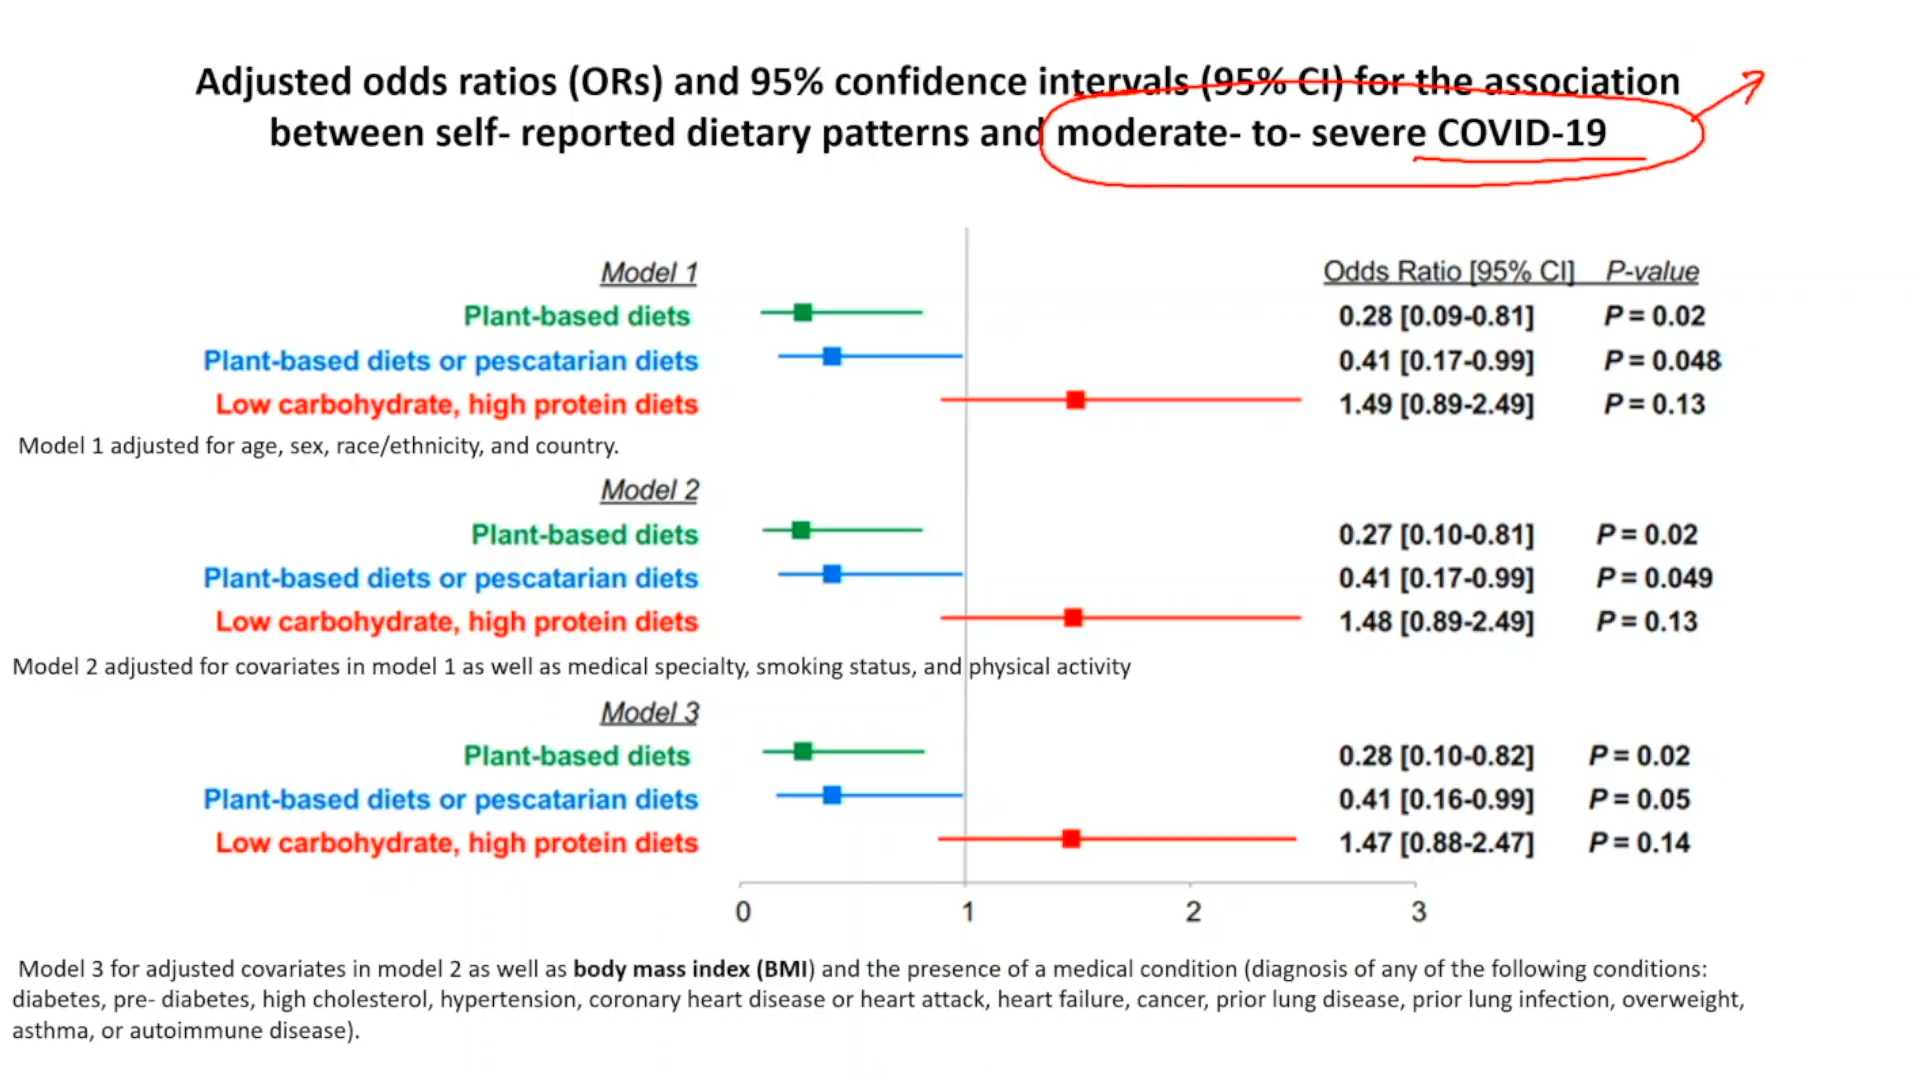 Adjusted odds ratios (ORs) and 95% confidence intervals (95% CI) for the association
between self- reported dietary patterns and moderate- to- severe COVID-19
Model 1 Odds Ratio [95% CI] P-value
Plant-based diets 0.28 [0.09-0.81] P = 0.02
Plant-based diets or pescatarian diets 0.41 [0.17-0.99] P = 0.048
Low carbohydrate, high protein diets 1.49 [0.89-2.49] P = 0.13
Model 1 adjusted for age, sex, race/ethnicity, and country.
Model 2
Plant-based diets 0.27 [0.10-0.81] P = 0.02
Plant-based diets or pescatarian diets 0.41 [0.17-0.99] P = 0.049
Low carbohydrate, high protein diets 1.48 [0.89-2.49] P = 0.13
Model 2 adjusted for covariates in model 1 as well as medical specialty, smoking status, and physical activity
Model 3
Plant-based diets 0.28 [0.10-0.82] P = 0.02
Plant-based diets or pescatarian diets 0.41 [0.16-0.99] P = 0.05
Low carbohydrate, high protein diets 1.47 [0.88-2.47] P = 0.14
0 1 2 3
Model 3 for adjusted covariates in model 2 as well as body mass index (BMI) and the presence of a medical condition (diagnosis of any of the following conditions:
diabetes, pre- diabetes, high cholesterol, hypertension, coronary heart disease or heart attack, heart failure, cancer, prior lung disease, prior lung infection, overweight,
asthma, or autoimmune disease).